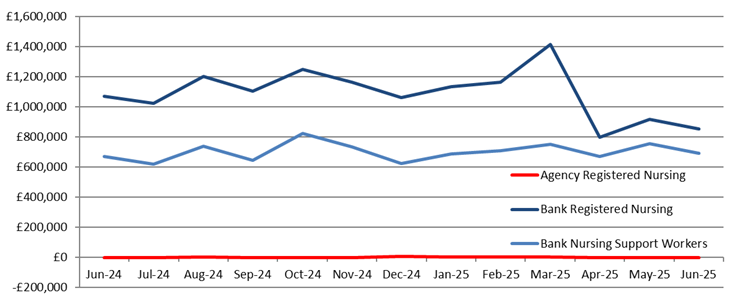 £1,600,000
£1,400,000
£1,200,000
£1,000,000
£800,000
£600,000
£400,000
£200,000
£0
-£200,000
Agency Registered Nursing
Bank Registered Nursing
Bank Nursing Support Workers
Jun-24 Jul-24 Aug-24 Sep-24 Oct-24 Nov-24 Dec-24 Jan-25 Feb-25 Mar-25 Apr-25 May-25 Jun-25